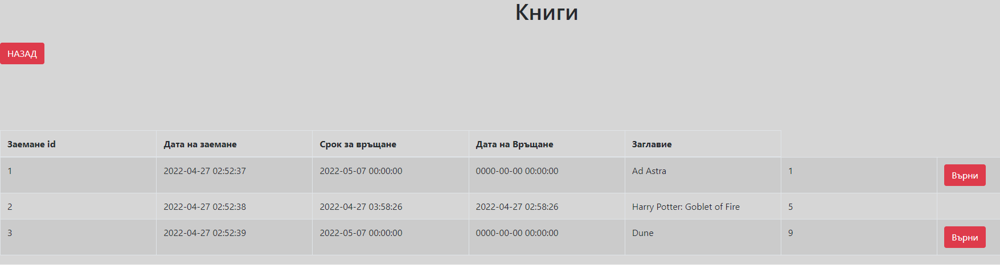 Книги
НАЗАД
Заемане id Дата на заемане Срок за връщане Дата на Връщане Заглавие
1 2022-04-27 02:52:37 2022-05-07 00:00:00 0000-00-00 00:00:00 Ad Astra 1 Върни
2 2022-04-27 02:52:38 2022-04-27 03:58:26 2022-04-27 02:58:26 Harry Potter: Goblet of Fire 5
3 2022-04-27 02:52:39 2022-05-07 00:00:00 0000-00-00 00:00:00 Dune 9 Върни